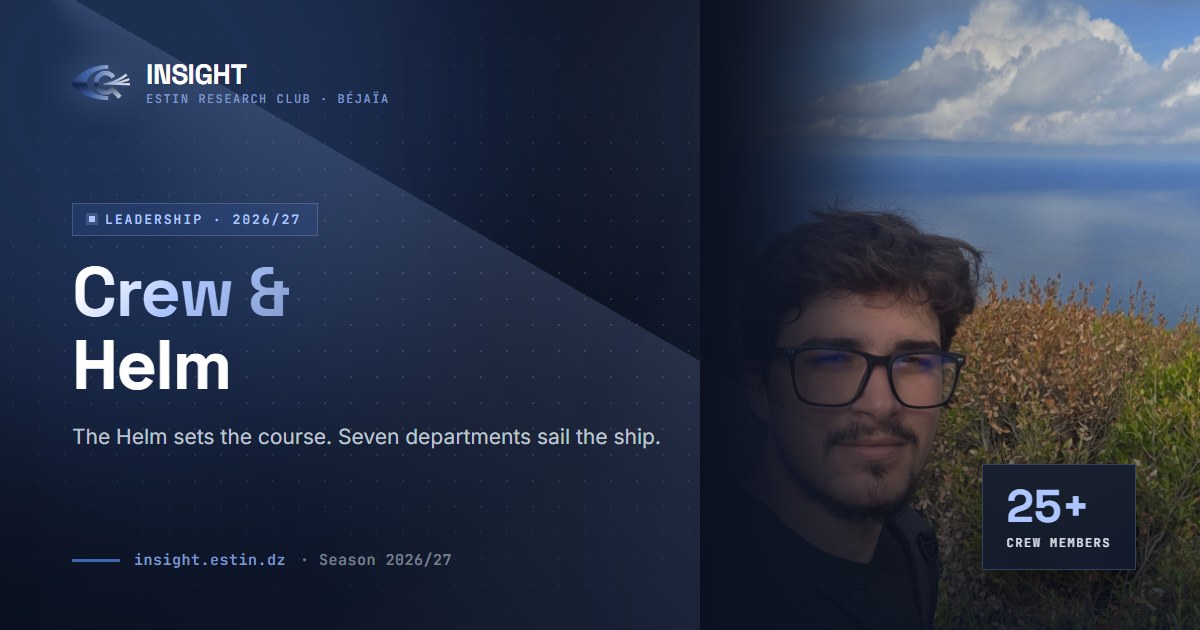 INSIGHT
ESTIN RESEARCH CLUB · BÉJAÏA
LEADERSHIP · 2026/27
Crew &
Helm
The Helm sets the course. Seven departments sail the ship.
insight.estin.dz · Season 2026/27
25+
CREW MEMBERS